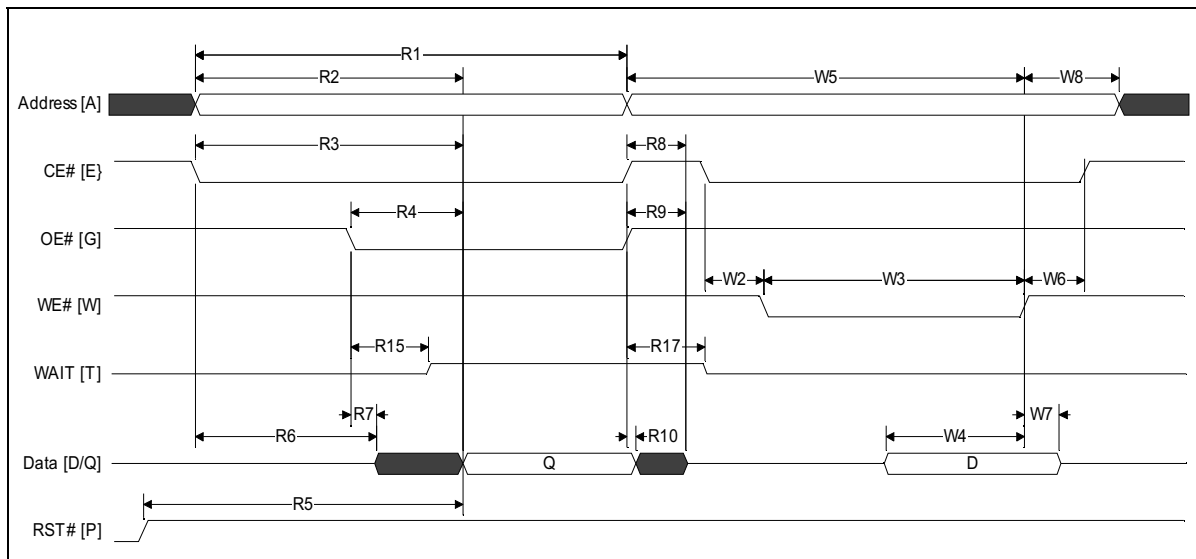 R1
R2
W5
W8
Address [A]
R3
R8
CE# [E}
R4
R9
OE# [G]
W2
W3
W6
WE# [W]
R15
R17
WAIT [T]
R7
W7
R6
R10
W4
Data [D/Q]
Q
D
R5
RST# [P]